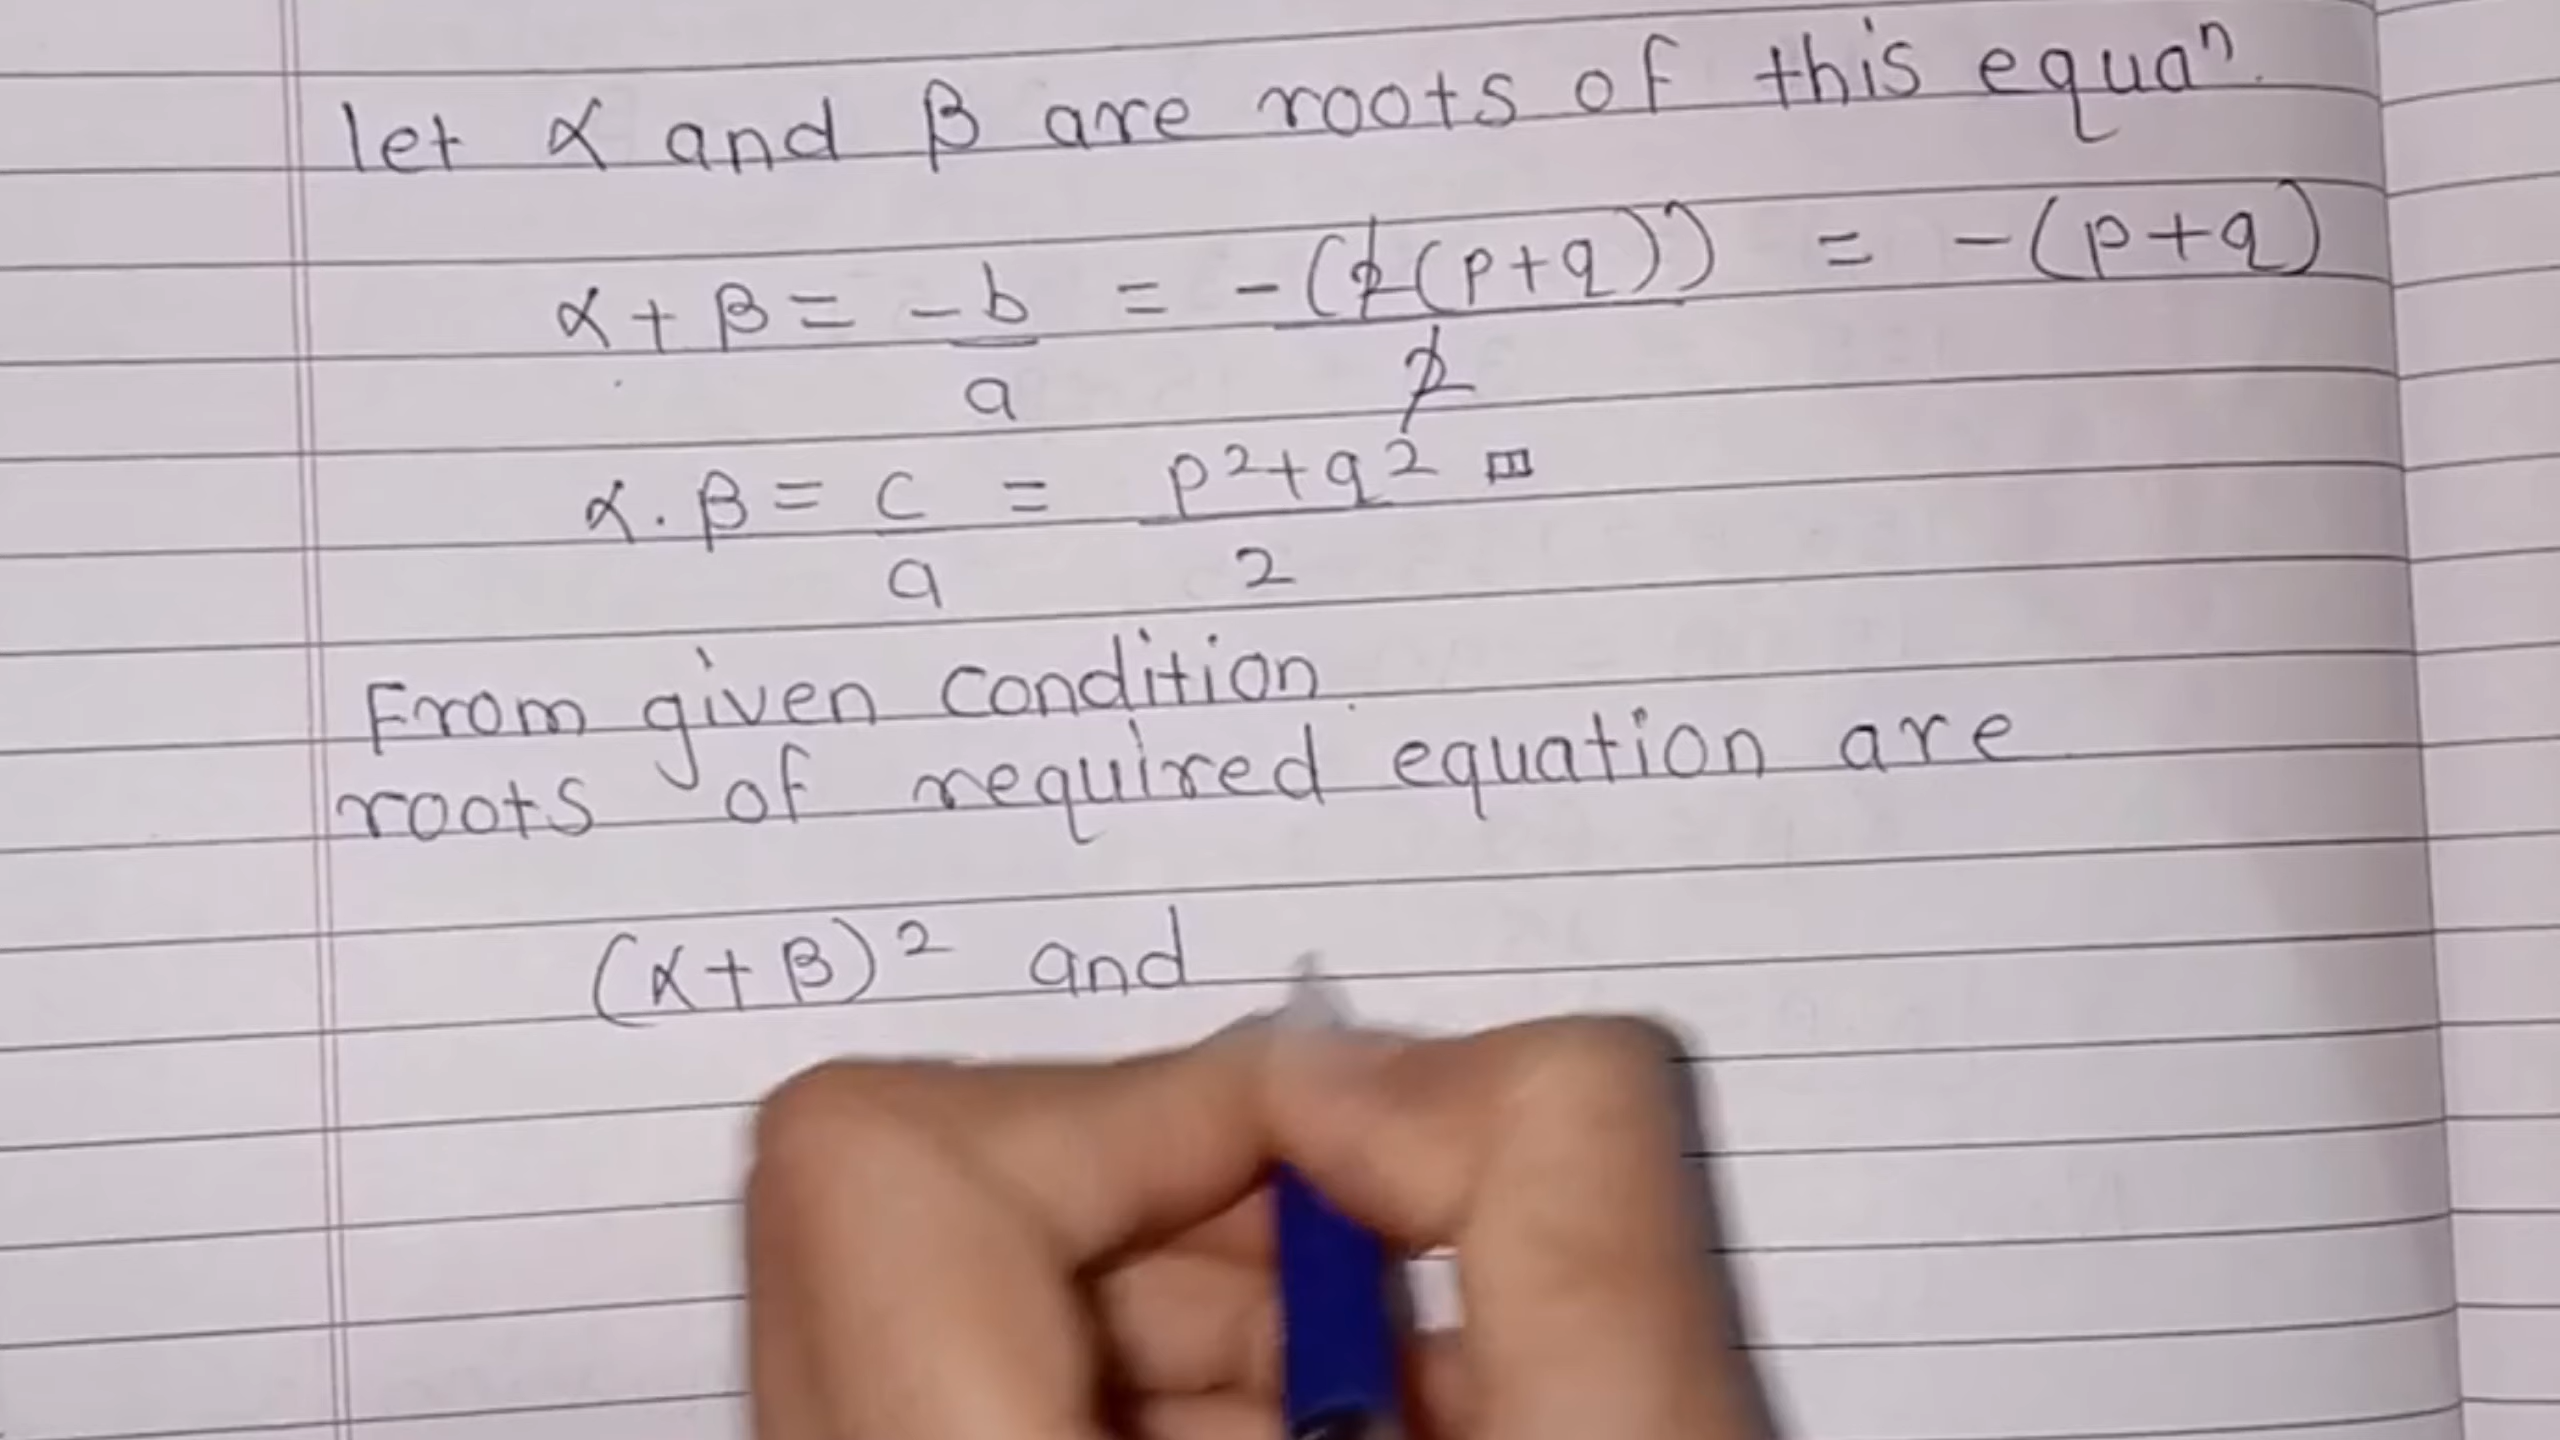 let α and β are roots of this equaⁿ.
α + β = -b/a = -(2(p+q))/2 = -(p+q)
α . β = c/a = p²+q²/2
From given condition.
roots of required equation are
(α+β)² and